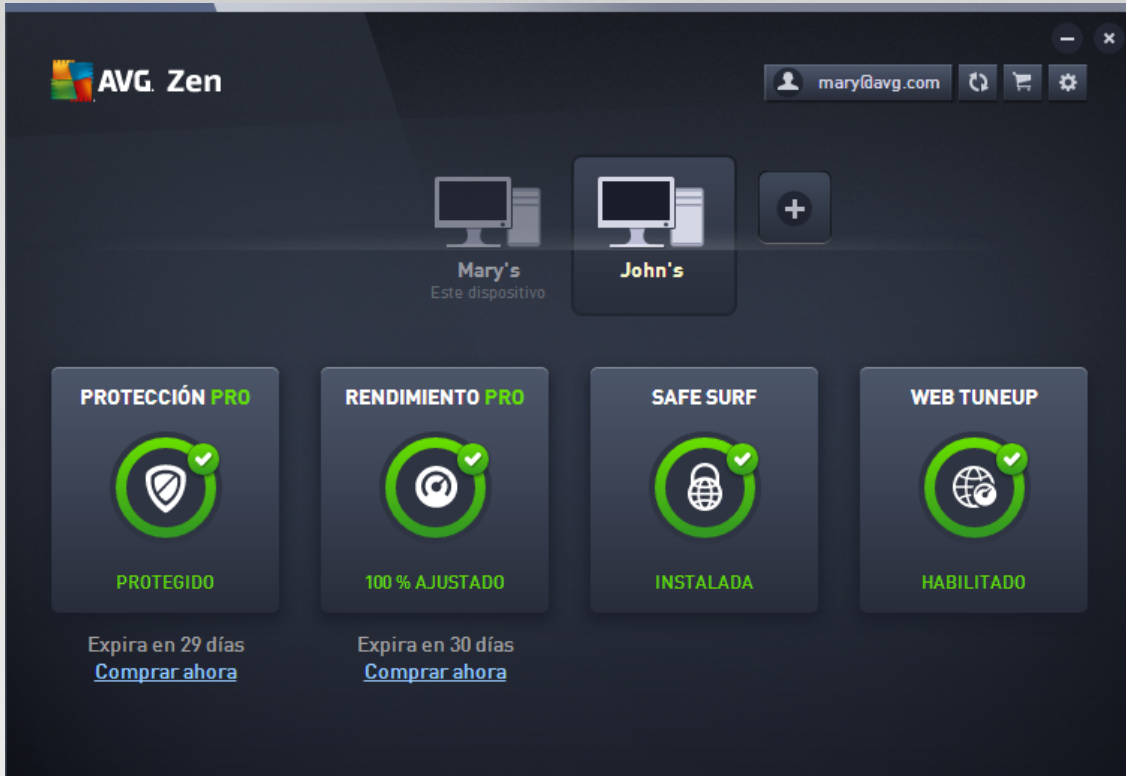 AVG. Zen
mary@avg.com
Mary's
Este dispositivo
John's
PROTECCIÓN PRO
PROTEGIDO
Expira en 29 días
Comprar ahora
RENDIMIENTO PRO
100 % AJUSTADO
Expira en 30 días
Comprar ahora
SAFE SURF
INSTALADA
WEB TUNEUP
HABILITADO